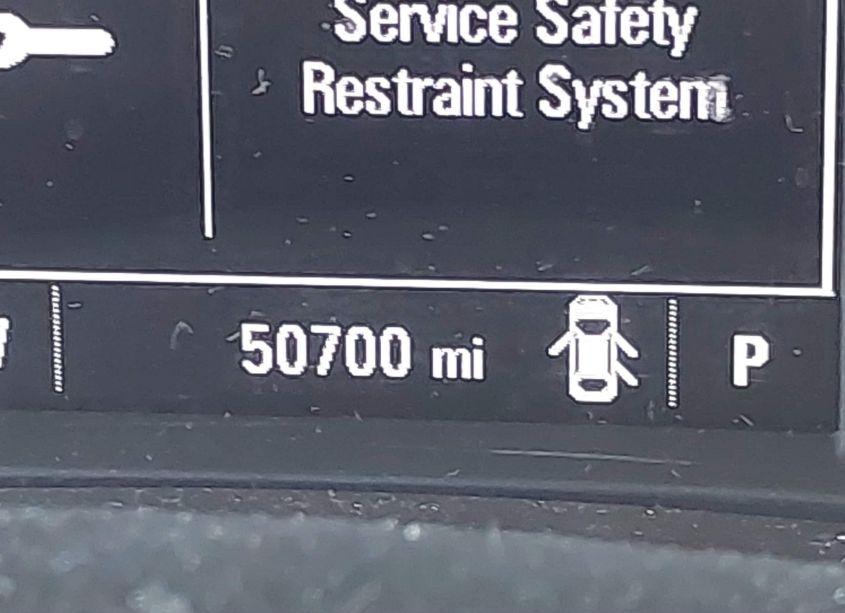 Service Safety
Restraint System
50700 mi
P